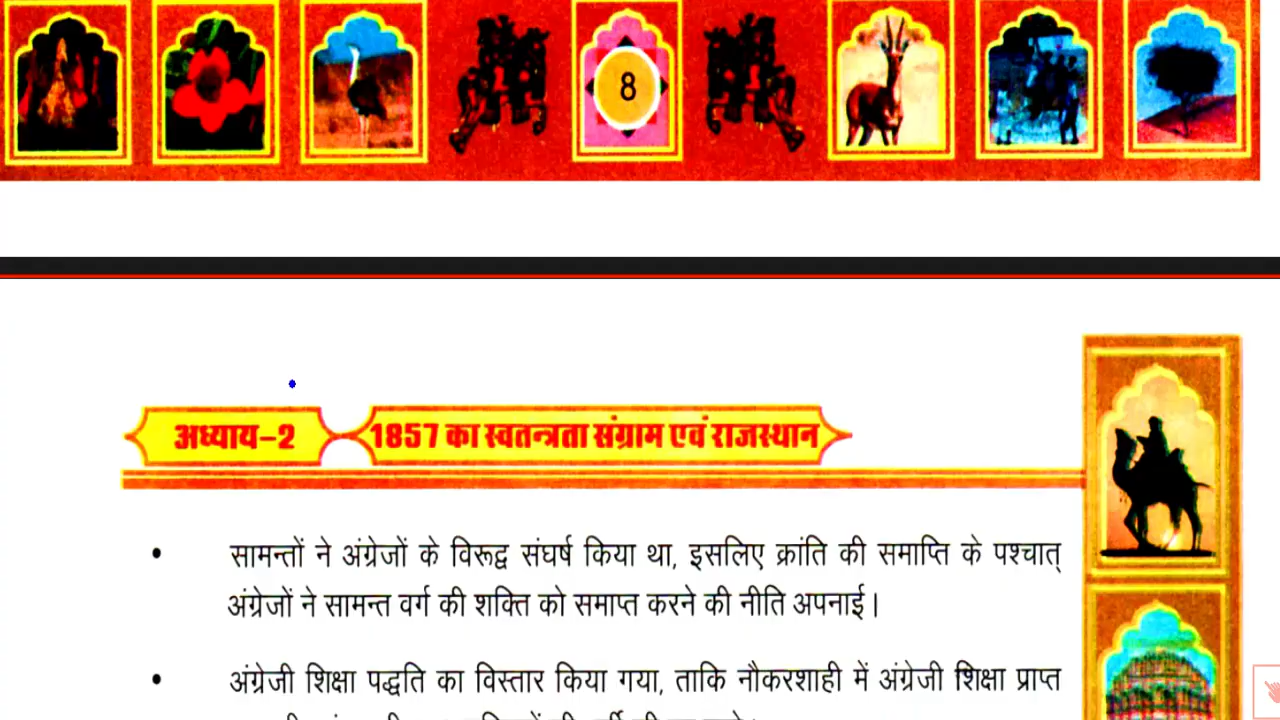 8
अध्याय-2
1857 का स्वतन्त्रता संग्राम एवं राजस्थान
• सामन्तों ने अंग्रेजों के विरूद्व संघर्ष किया था, इसलिए क्रांति की समाप्ति के पश्चात्
अंग्रेजों ने सामन्त वर्ग की शक्ति को समाप्त करने की नीति अपनाई।
• अंग्रेजी शिक्षा पद्धति का विस्तार किया गया, ताकि नौकरशाही में अंग्रेजी शिक्षा प्राप्त